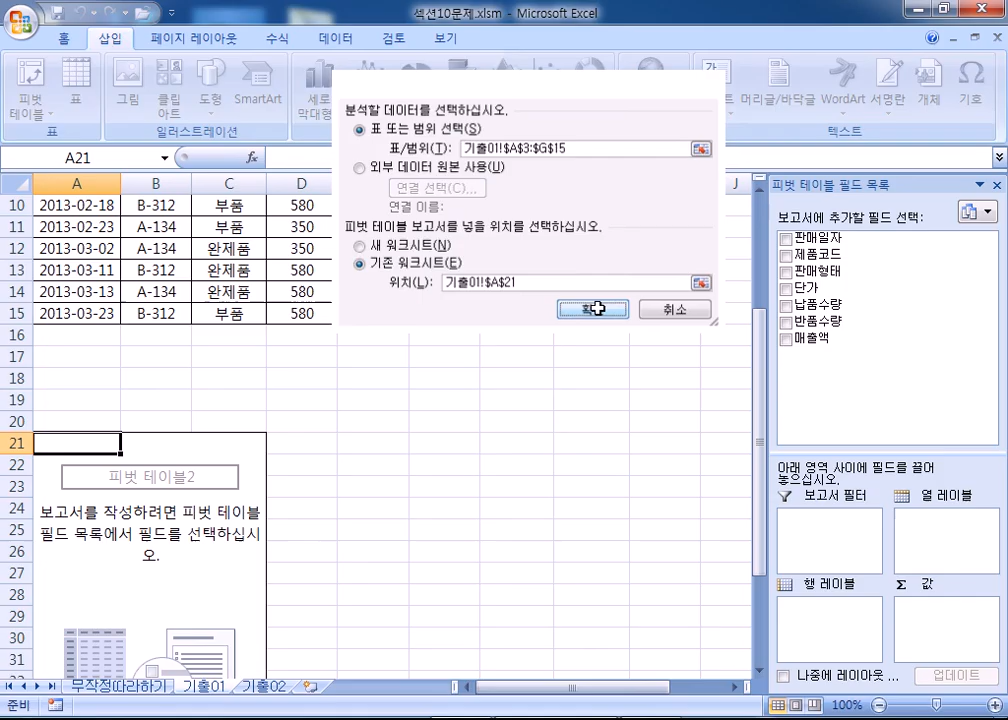 섹션10문제.xlsm - Microsoft Excel
홈 삽입 페이지 레이아웃 수식 데이터 검토 보기
피벗 테이블
표
그림
클립 아트
도형
SmartArt
세로 막대형
머리글/바닥글
WordArt
서명란
개체
기호
표
일러스트레이션
텍스트
A21
fx
A B C D J
10 2013-02-18 B-312 부품 580
11 2013-02-23 A-134 부품 350
12 2013-03-02 A-134 완제품 350
13 2013-03-11 B-312 완제품 580
14 2013-03-13 A-134 완제품 580
15 2013-03-23 B-312 부품 580
16
17
18
19
20
21
22
23
24
25
26
27
28
29
30
31
피벗 테이블2
보고서를 작성하려면 피벗 테이블
필드 목록에서 필드를 선택하십시
오.
분석할 데이터를 선택하십시오.
표 또는 범위 선택(S)
표/범위(T): 기출01!$A$3:$G$15
외부 데이터 원본 사용(U)
연결 선택(C)...
연결 이름:
피벗 테이블 보고서를 넣을 위치를 선택하십시오.
새 워크시트(N)
기존 워크시트(E)
위치(L): 기출01!$A$21
취소
피벗 테이블 필드 목록
보고서에 추가할 필드 선택:
판매일자
제품코드
판매형태
단가
납품수량
반품수량
매출액
아래 영역 사이에 필드를 끌어
놓으십시오.
보고서 필터 열 레이블
행 레이블 Σ 값
나중에 레이아웃 ... 업데이트
무작정따라하기 기출01 기출02
준비 100%